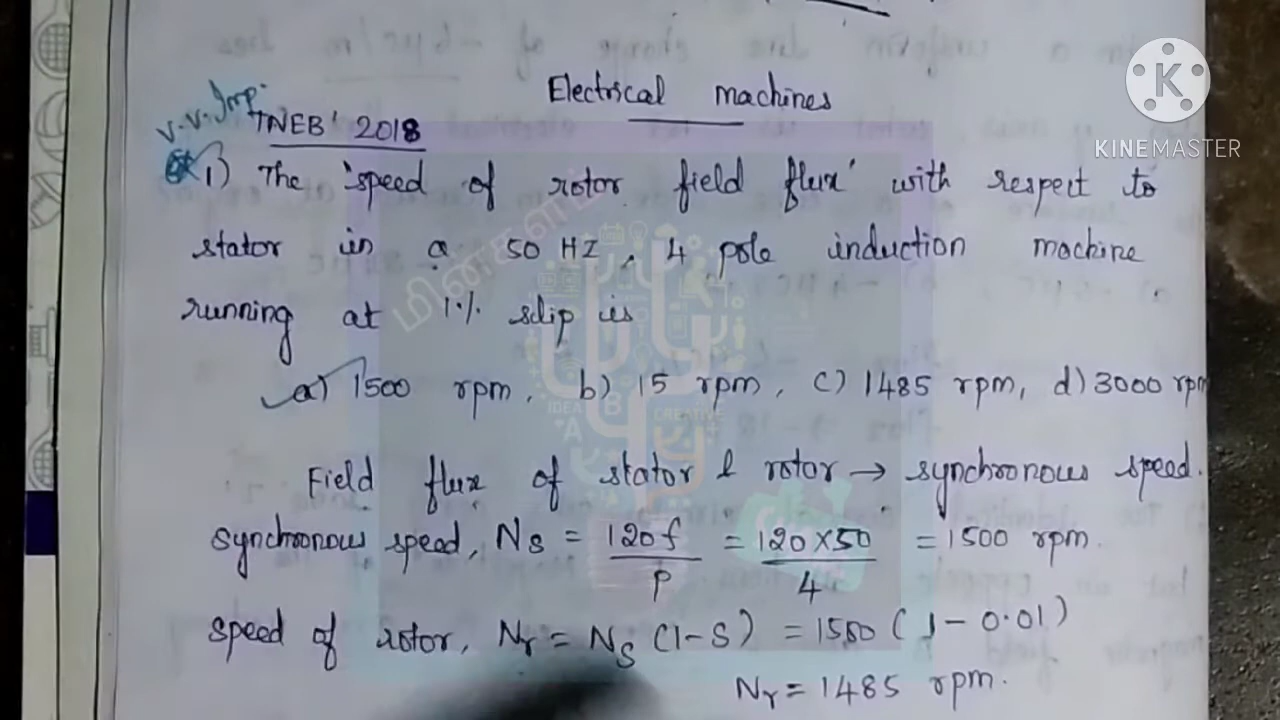 Electrical machines
K
KINEMASTER
V.V. Imp.
TNEB' 2018
1) The 'speed of rotor field flux' with respect to
stator in a 50 HZ, 4 pole induction machine
running at 1% slip is
மின்கலம்
a) 1500 rpm, b) 15 rpm, c) 1485 rpm, d) 3000 rpm
IDEA B CREATIVE
A
Field flux of stator & rotor → synchronous speed.
synchronous speed, Ns = 120f/P = 120×50/4 = 1500 rpm.
speed of rotor, Nr = Ns (1-S) = 1500 (1-0.01)
Nr = 1485 rpm.